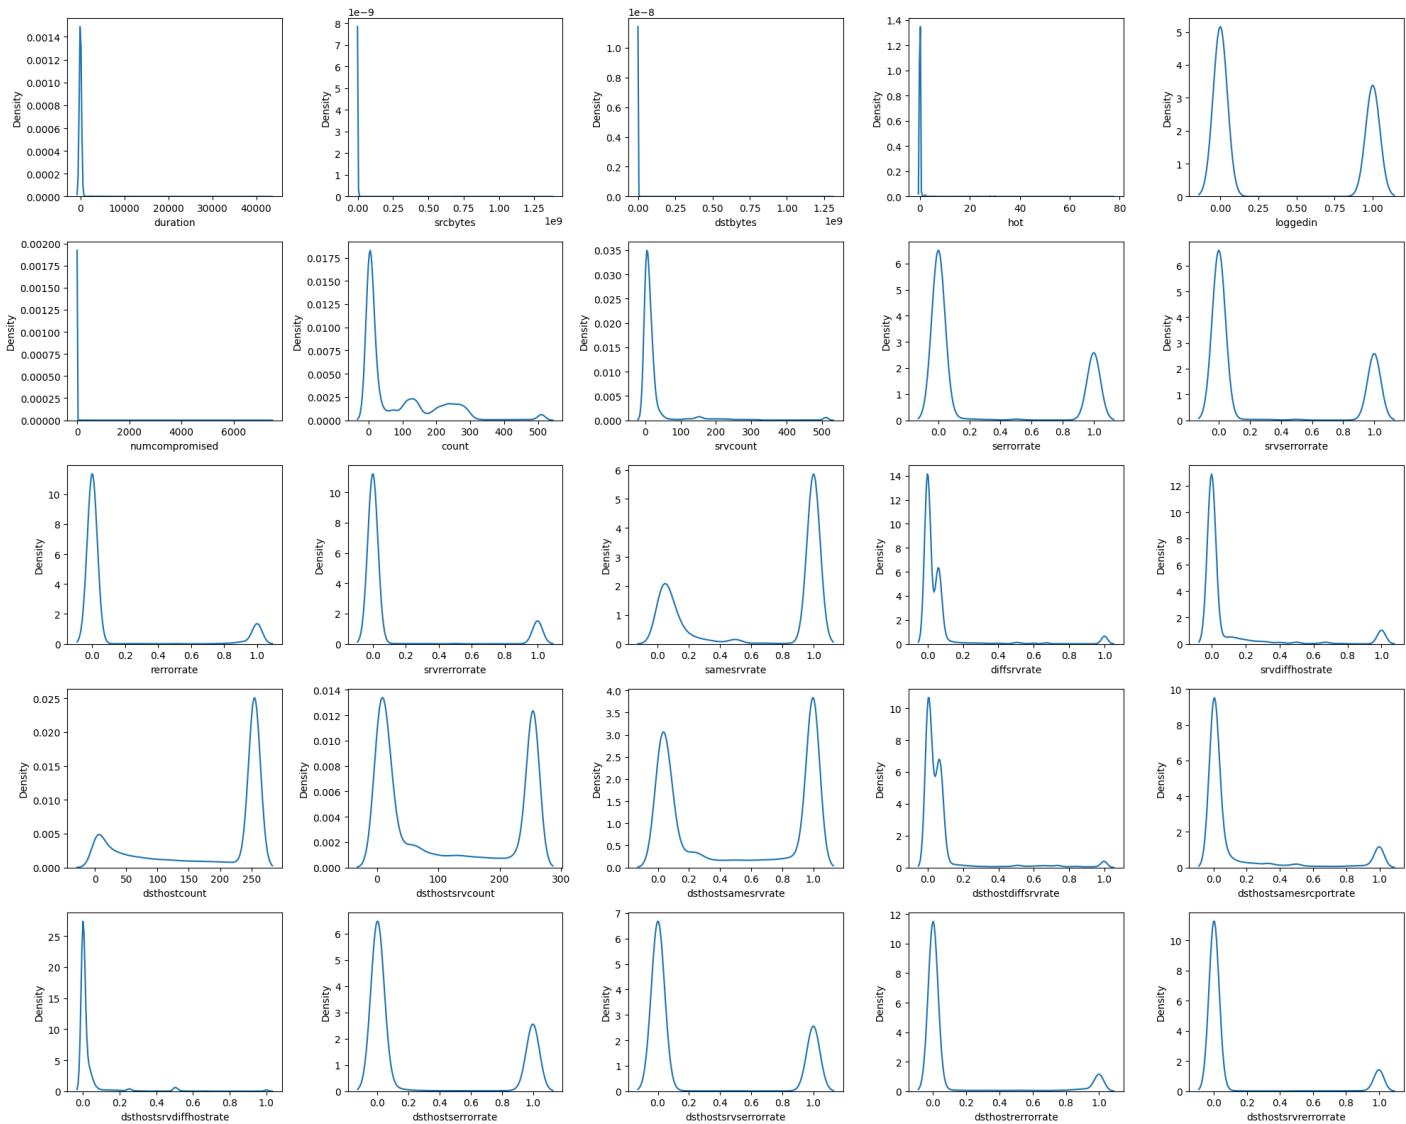 0.0014
0.0012
0.0010
0.0008
0.0006
0.0004
0.0002
0.0000
Density
0 10000 20000 30000 40000
duration
1e−9
8
7
6
5
4
3
2
1
0
Density
0.00 0.25 0.50 0.75 1.00 1.25
1e9
srcbytes
1e−8
1.0
0.8
0.6
0.4
0.2
0.0
Density
0.00 0.25 0.50 0.75 1.00 1.25
1e9
dstbytes
1.4
1.2
1.0
0.8
0.6
0.4
0.2
0.0
Density
0 20 40 60 80
hot
5
4
3
2
1
0
Density
0.00 0.25 0.50 0.75 1.00
loggedin
0.00200
0.00175
0.00150
0.00125
0.00100
0.00075
0.00050
0.00025
0.00000
Density
0 2000 4000 6000
numcompromised
0.0175
0.0150
0.0125
0.0100
0.0075
0.0050
0.0025
0.0000
Density
0 100 200 300 400 500
count
0.035
0.030
0.025
0.020
0.015
0.010
0.005
0.000
Density
0 100 200 300 400 500
srvcount
6
5
4
3
2
1
0
Density
0.0 0.2 0.4 0.6 0.8 1.0
serrorrate
6
5
4
3
2
1
0
Density
0.0 0.2 0.4 0.6 0.8 1.0
srvserrorrate
10
8
6
4
2
0
Density
0.0 0.2 0.4 0.6 0.8 1.0
rerrorrate
10
8
6
4
2
0
Density
0.0 0.2 0.4 0.6 0.8 1.0
srvrerrorrate
6
5
4
3
2
1
0
Density
0.0 0.2 0.4 0.6 0.8 1.0
samesrvrate
14
12
10
8
6
4
2
0
Density
0.0 0.2 0.4 0.6 0.8 1.0
diffsrvrate
12
10
8
6
4
2
0
Density
0.0 0.2 0.4 0.6 0.8 1.0
srvdiffhostrate
0.025
0.020
0.015
0.010
0.005
0.000
Density
0 50 100 150 200 250
dsthostcount
0.014
0.012
0.010
0.008
0.006
0.004
0.002
0.000
Density
0 100 200 300
dsthostsrvcount
4.0
3.5
3.0
2.5
2.0
1.5
1.0
0.5
0.0
Density
0.0 0.2 0.4 0.6 0.8 1.0
dsthostsamesrvrate
10
8
6
4
2
0
Density
0.0 0.2 0.4 0.6 0.8 1.0
dsthostdiffsrvrate
10
8
6
4
2
0
Density
0.0 0.2 0.4 0.6 0.8 1.0
dsthostsamesrcportrate
25
20
15
10
5
0
Density
0.0 0.2 0.4 0.6 0.8 1.0
dsthostsrvdiffhostrate
6
5
4
3
2
1
0
Density
0.0 0.2 0.4 0.6 0.8 1.0
dsthostserrorrate
7
6
5
4
3
2
1
0
Density
0.0 0.2 0.4 0.6 0.8 1.0
dsthostsrvserrorrate
12
10
8
6
4
2
0
Density
0.0 0.2 0.4 0.6 0.8 1.0
dsthostrerrorrate
10
8
6
4
2
0
Density
0.0 0.2 0.4 0.6 0.8 1.0
dsthostsrvrerrorrate